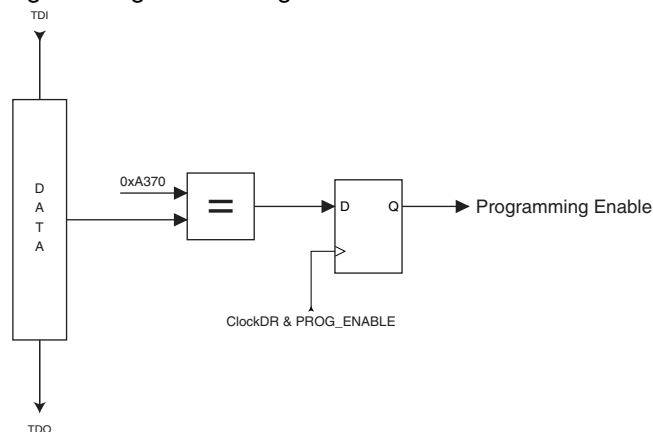 TDI
0xA370
D
A
T
A
=
D Q
Programming Enable
ClockDR & PROG_ENABLE
TDO